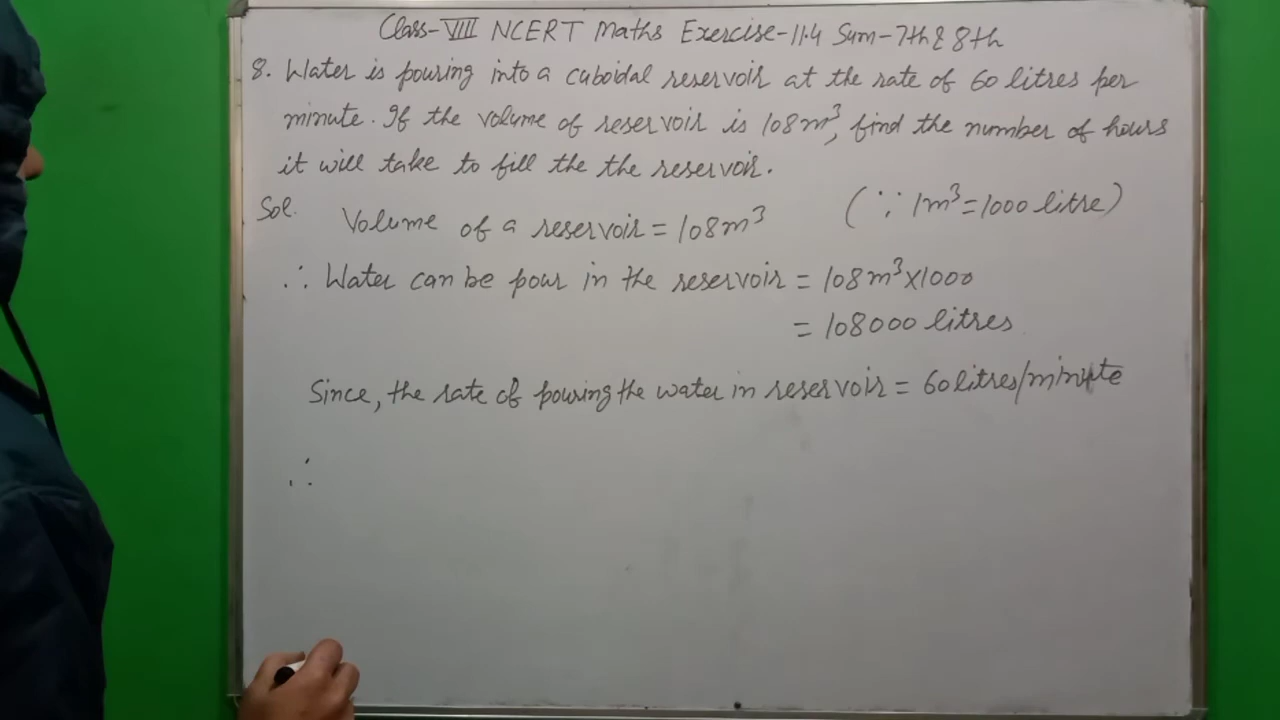 Class-VIII NCERT Maths Exercise-11.4 Sum-7th & 8th
8. Water is pouring into a cuboidal reservoir at the rate of 60 litres per
minute. If the volume of reservoir is 108m³, find the number of hours
it will take to fill the the reservoir.
Sol. Volume of a reservoir = 108m³ (∵ 1m³=1000 litre)
∴ Water can be pour in the reservoir = 108m³×1000
= 108000 litres
Since, the rate of pouring the water in reservoir = 60litres/minute
∴